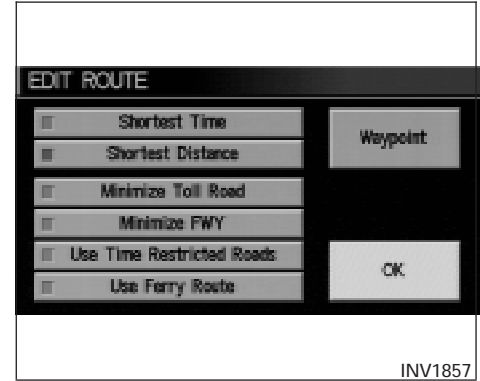 EDIT ROUTE
Shortest Time
Shortest Distance
Minimize Toll Road
Minimize FWY
Use Time Restricted Roads
Use Ferry Route
Waypoint
OK
INV1857